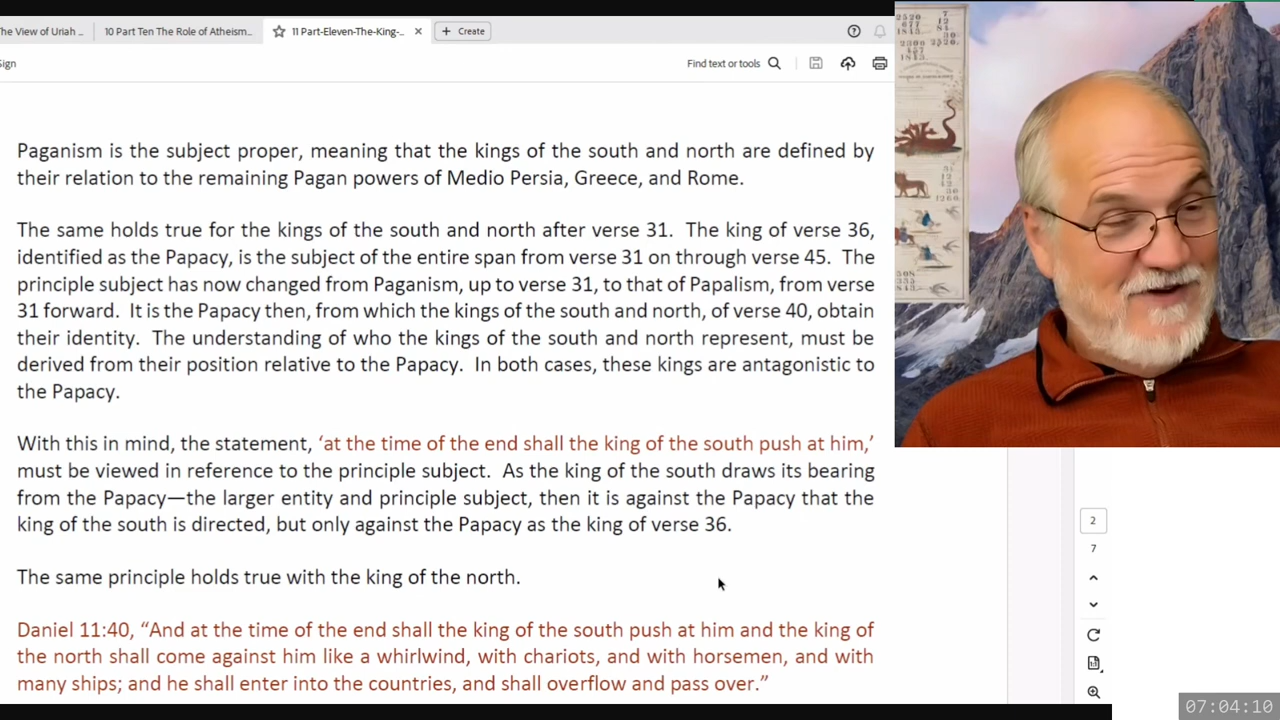 The View of Uriah ...
10 Part Ten The Role of Atheism...
11 Part-Eleven-The-King-...
Create
Sign
Find text or tools
Paganism is the subject proper, meaning that the kings of the south and north are defined by
their relation to the remaining Pagan powers of Medio Persia, Greece, and Rome.
The same holds true for the kings of the south and north after verse 31. The king of verse 36,
identified as the Papacy, is the subject of the entire span from verse 31 on through verse 45. The
principle subject has now changed from Paganism, up to verse 31, to that of Papalism, from verse
31 forward. It is the Papacy then, from which the kings of the south and north, of verse 40, obtain
their identity. The understanding of who the kings of the south and north represent, must be
derived from their position relative to the Papacy. In both cases, these kings are antagonistic to
the Papacy.
With this in mind, the statement, ‘at the time of the end shall the king of the south push at him,’
must be viewed in reference to the principle subject. As the king of the south draws its bearing
from the Papacy—the larger entity and principle subject, then it is against the Papacy that the
king of the south is directed, but only against the Papacy as the king of verse 36.
The same principle holds true with the king of the north.
Daniel 11:40, “And at the time of the end shall the king of the south push at him and the king of
the north shall come against him like a whirlwind, with chariots, and with horsemen, and with
many ships; and he shall enter into the countries, and shall overflow and pass over.”
2
7
2520
677
1843
07:04:10